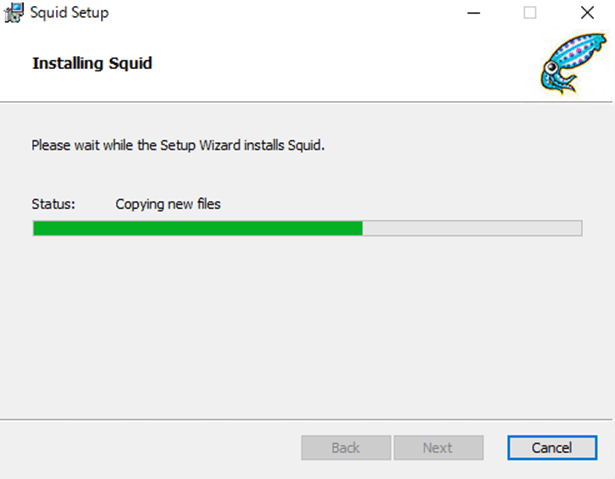 Squid Setup
Installing Squid
Please wait while the Setup Wizard installs Squid.
Status: Copying new files
Back Next Cancel